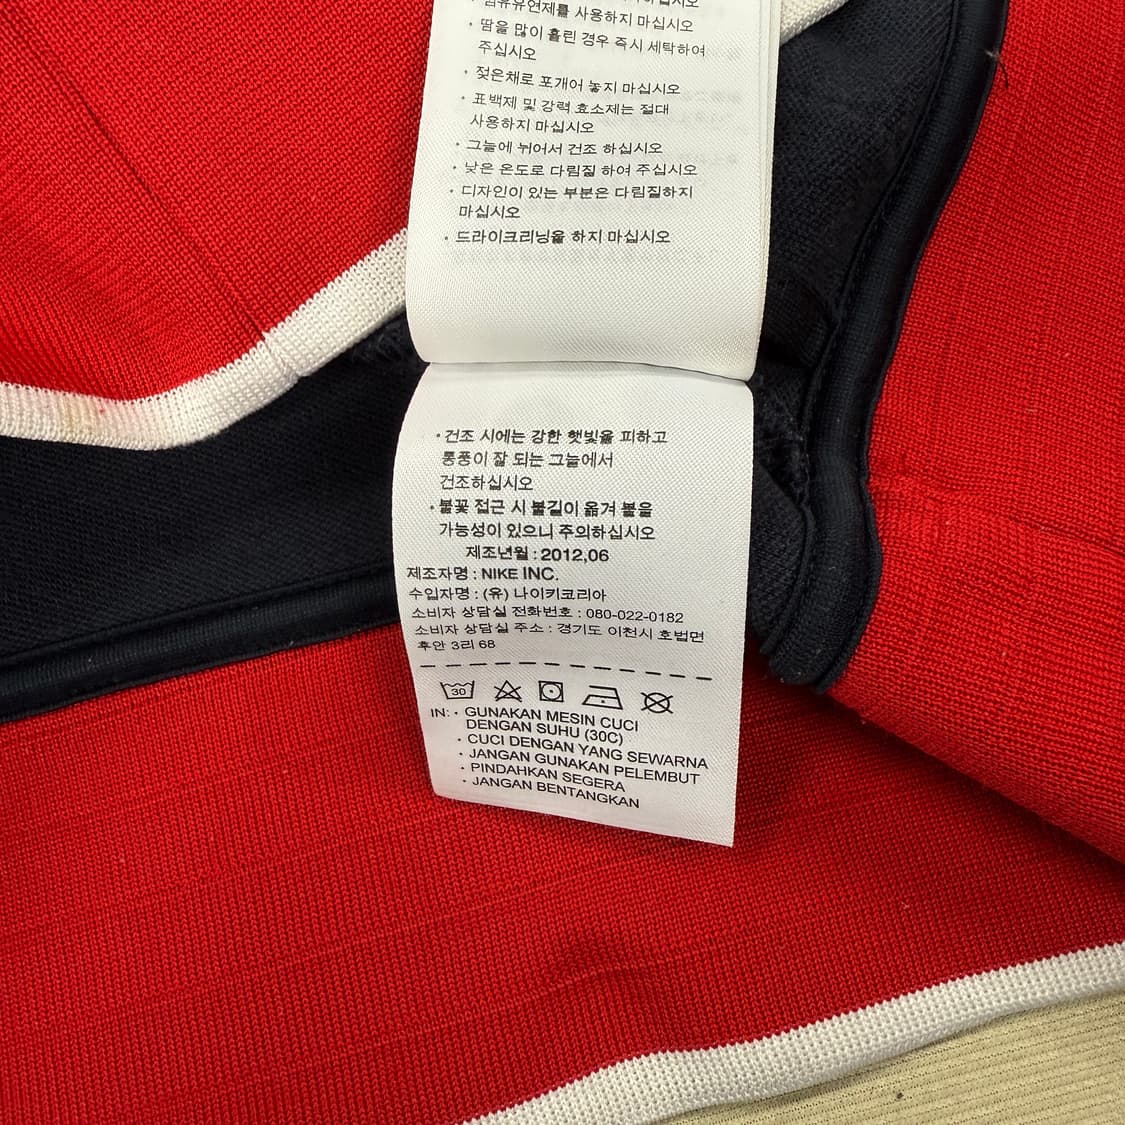 섬유유연제를 사용하지 마십시오
• 땀을 많이 흘린 경우 즉시 세탁하여
주십시오
• 젖은채로 포개어 놓지 마십시오
• 표백제 및 강력 효소제는 절대
사용하지 마십시오
• 그늘에 뉘어서 건조 하십시오
• 낮은 온도로 다림질 하여 주십시오
• 디자인이 있는 부분은 다림질하지
마십시오
• 드라이크리닝을 하지 마십시오
• 건조 시에는 강한 햇빛을 피하고
통풍이 잘 되는 그늘에서
건조하십시오
• 불꽃 접근 시 불길이 옮겨 붙을
가능성이 있으니 주의하십시오
제조년월 : 2012,06
제조자명 : NIKE INC.
수입자명 : (유) 나이키코리아
소비자 상담실 전화번호 : 080-022-0182
소비자 상담실 주소 : 경기도 이천시 호법면
후안 3리 68
30
IN: • GUNAKAN MESIN CUCI
DENGAN SUHU (30C)
• CUCI DENGAN YANG SEWARNA
• JANGAN GUNAKAN PELEMBUT
• PINDAHKAN SEGERA
• JANGAN BENTANGKAN